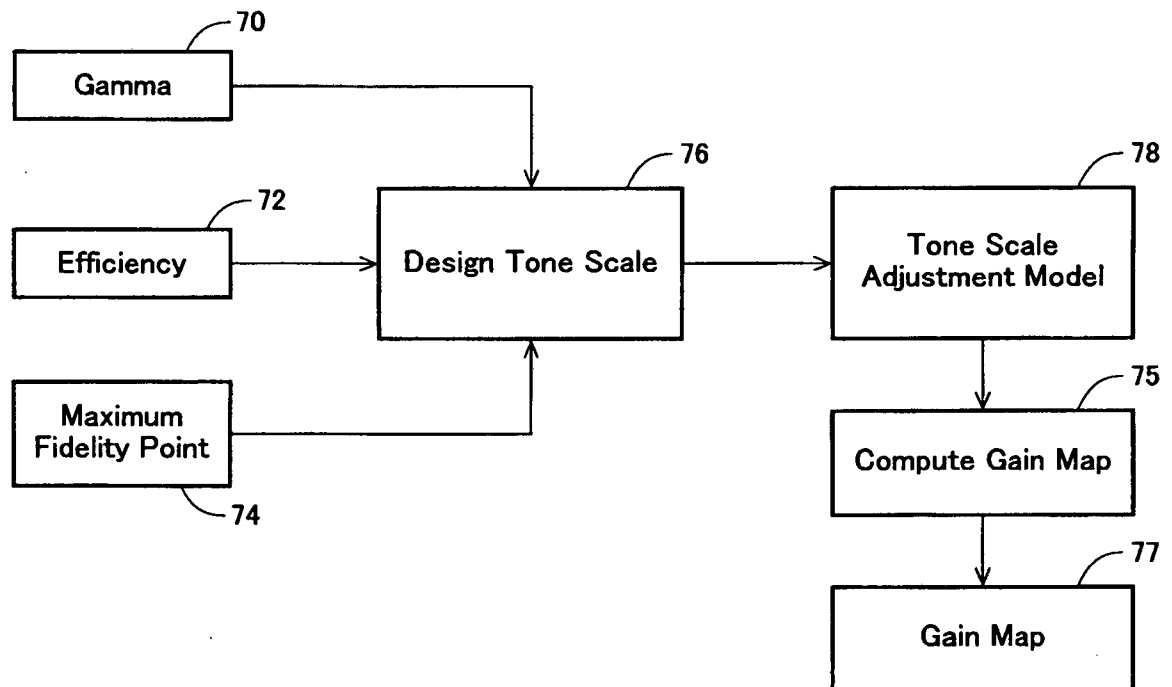 70
Gamma
76
78
72
Efficiency
Design Tone Scale
Tone Scale
Adjustment Model
Maximum
Fidelity Point
74
75
Compute Gain Map
77
Gain Map